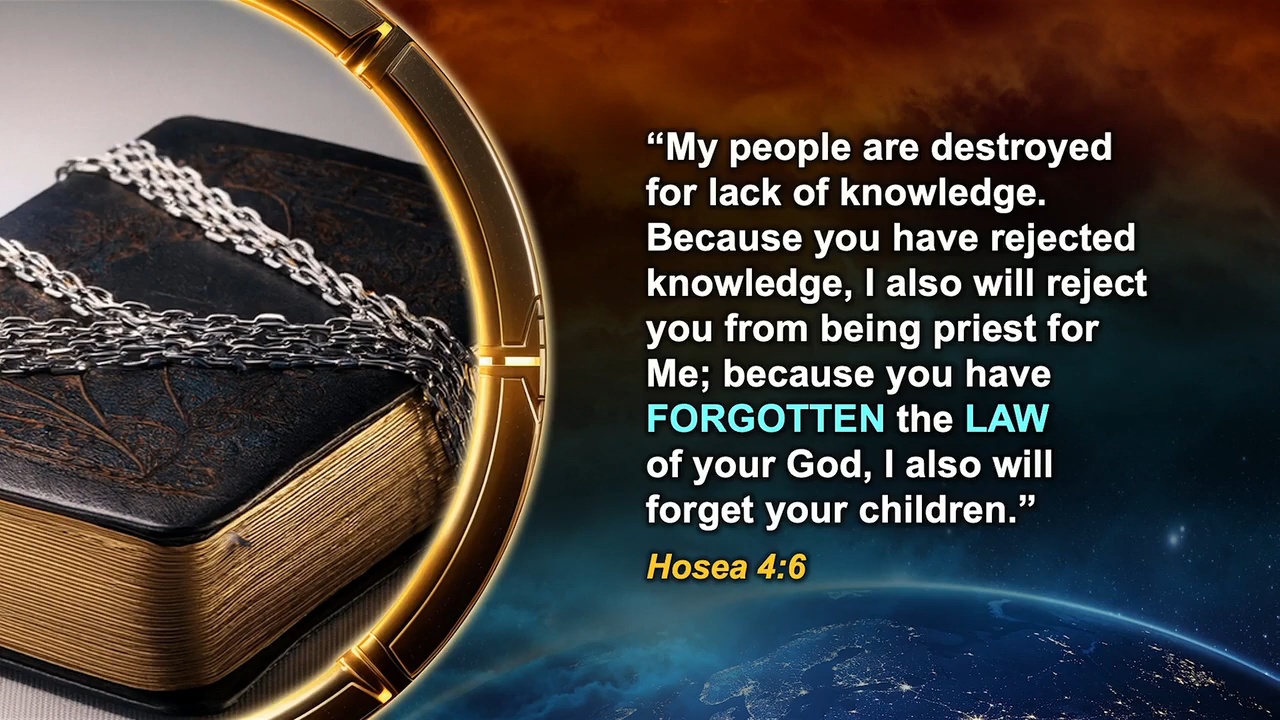 “My people are destroyed
for lack of knowledge.
Because you have rejected
knowledge, I also will reject
you from being priest for
Me; because you have
FORGOTTEN the LAW
of your God, I also will
forget your children.”
Hosea 4:6